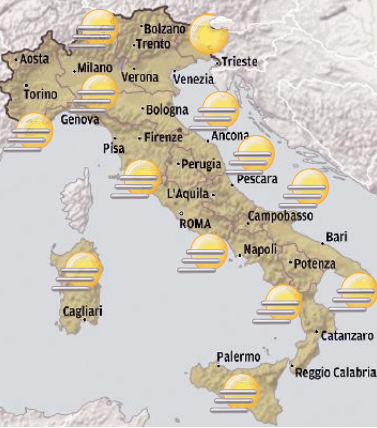 Bolzano
Trento
Aosta
Trieste
Milano
Verona
Venezia
Torino
Bologna
Genova
Pisa
Firenze
Ancona
Perugia
Pescara
L'Aquila
ROMA
Campobasso
Bari
Napoli
Potenza
Cagliari
Catanzaro
Palermo
Reggio Calabria